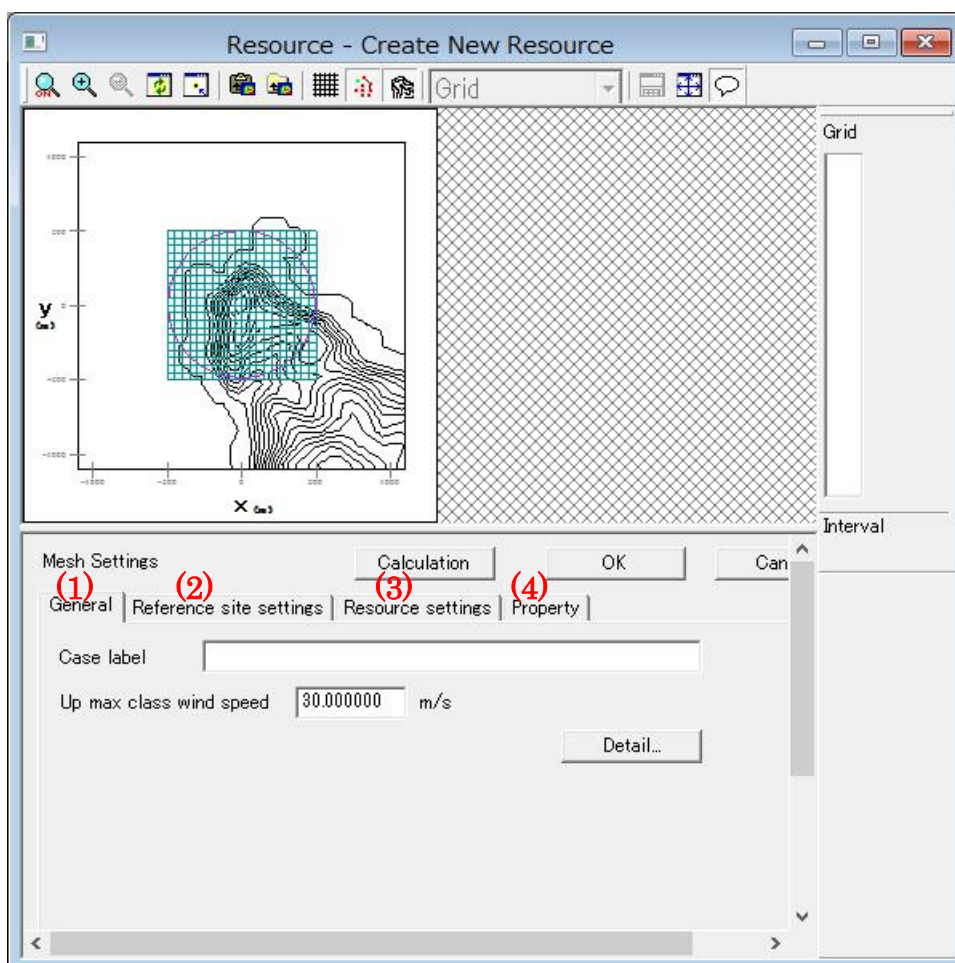 Resource - Create New Resource
ON
Grid
Grid
y
x
Interval
Mesh Settings
Calculation
OK
Can
(1) (2) (3) (4)
General Reference site settings Resource settings Property
Case label
Up max class wind speed 30.000000 m/s
Detail...